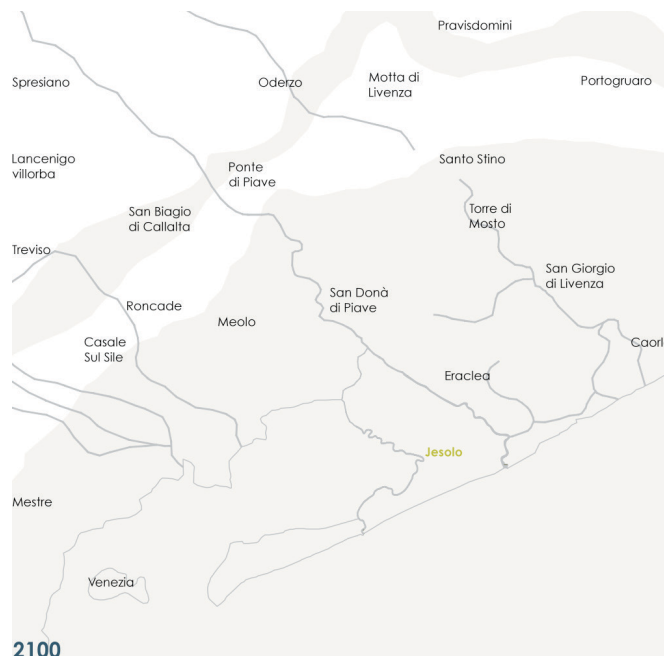 Pravisdomini
Spresiano
Oderzo
Motta di
Livenza
Portogruaro
Lancenigo
villorba
Ponte
di Piave
Santo Stino
San Biagio
di Callalta
Torre di
Mosto
Treviso
San Giorgio
di Livenza
Roncade
San Donà
di Piave
Meolo
Casale
Sul Sile
Caorl
Eraclea
Jesolo
Mestre
Venezia
2100